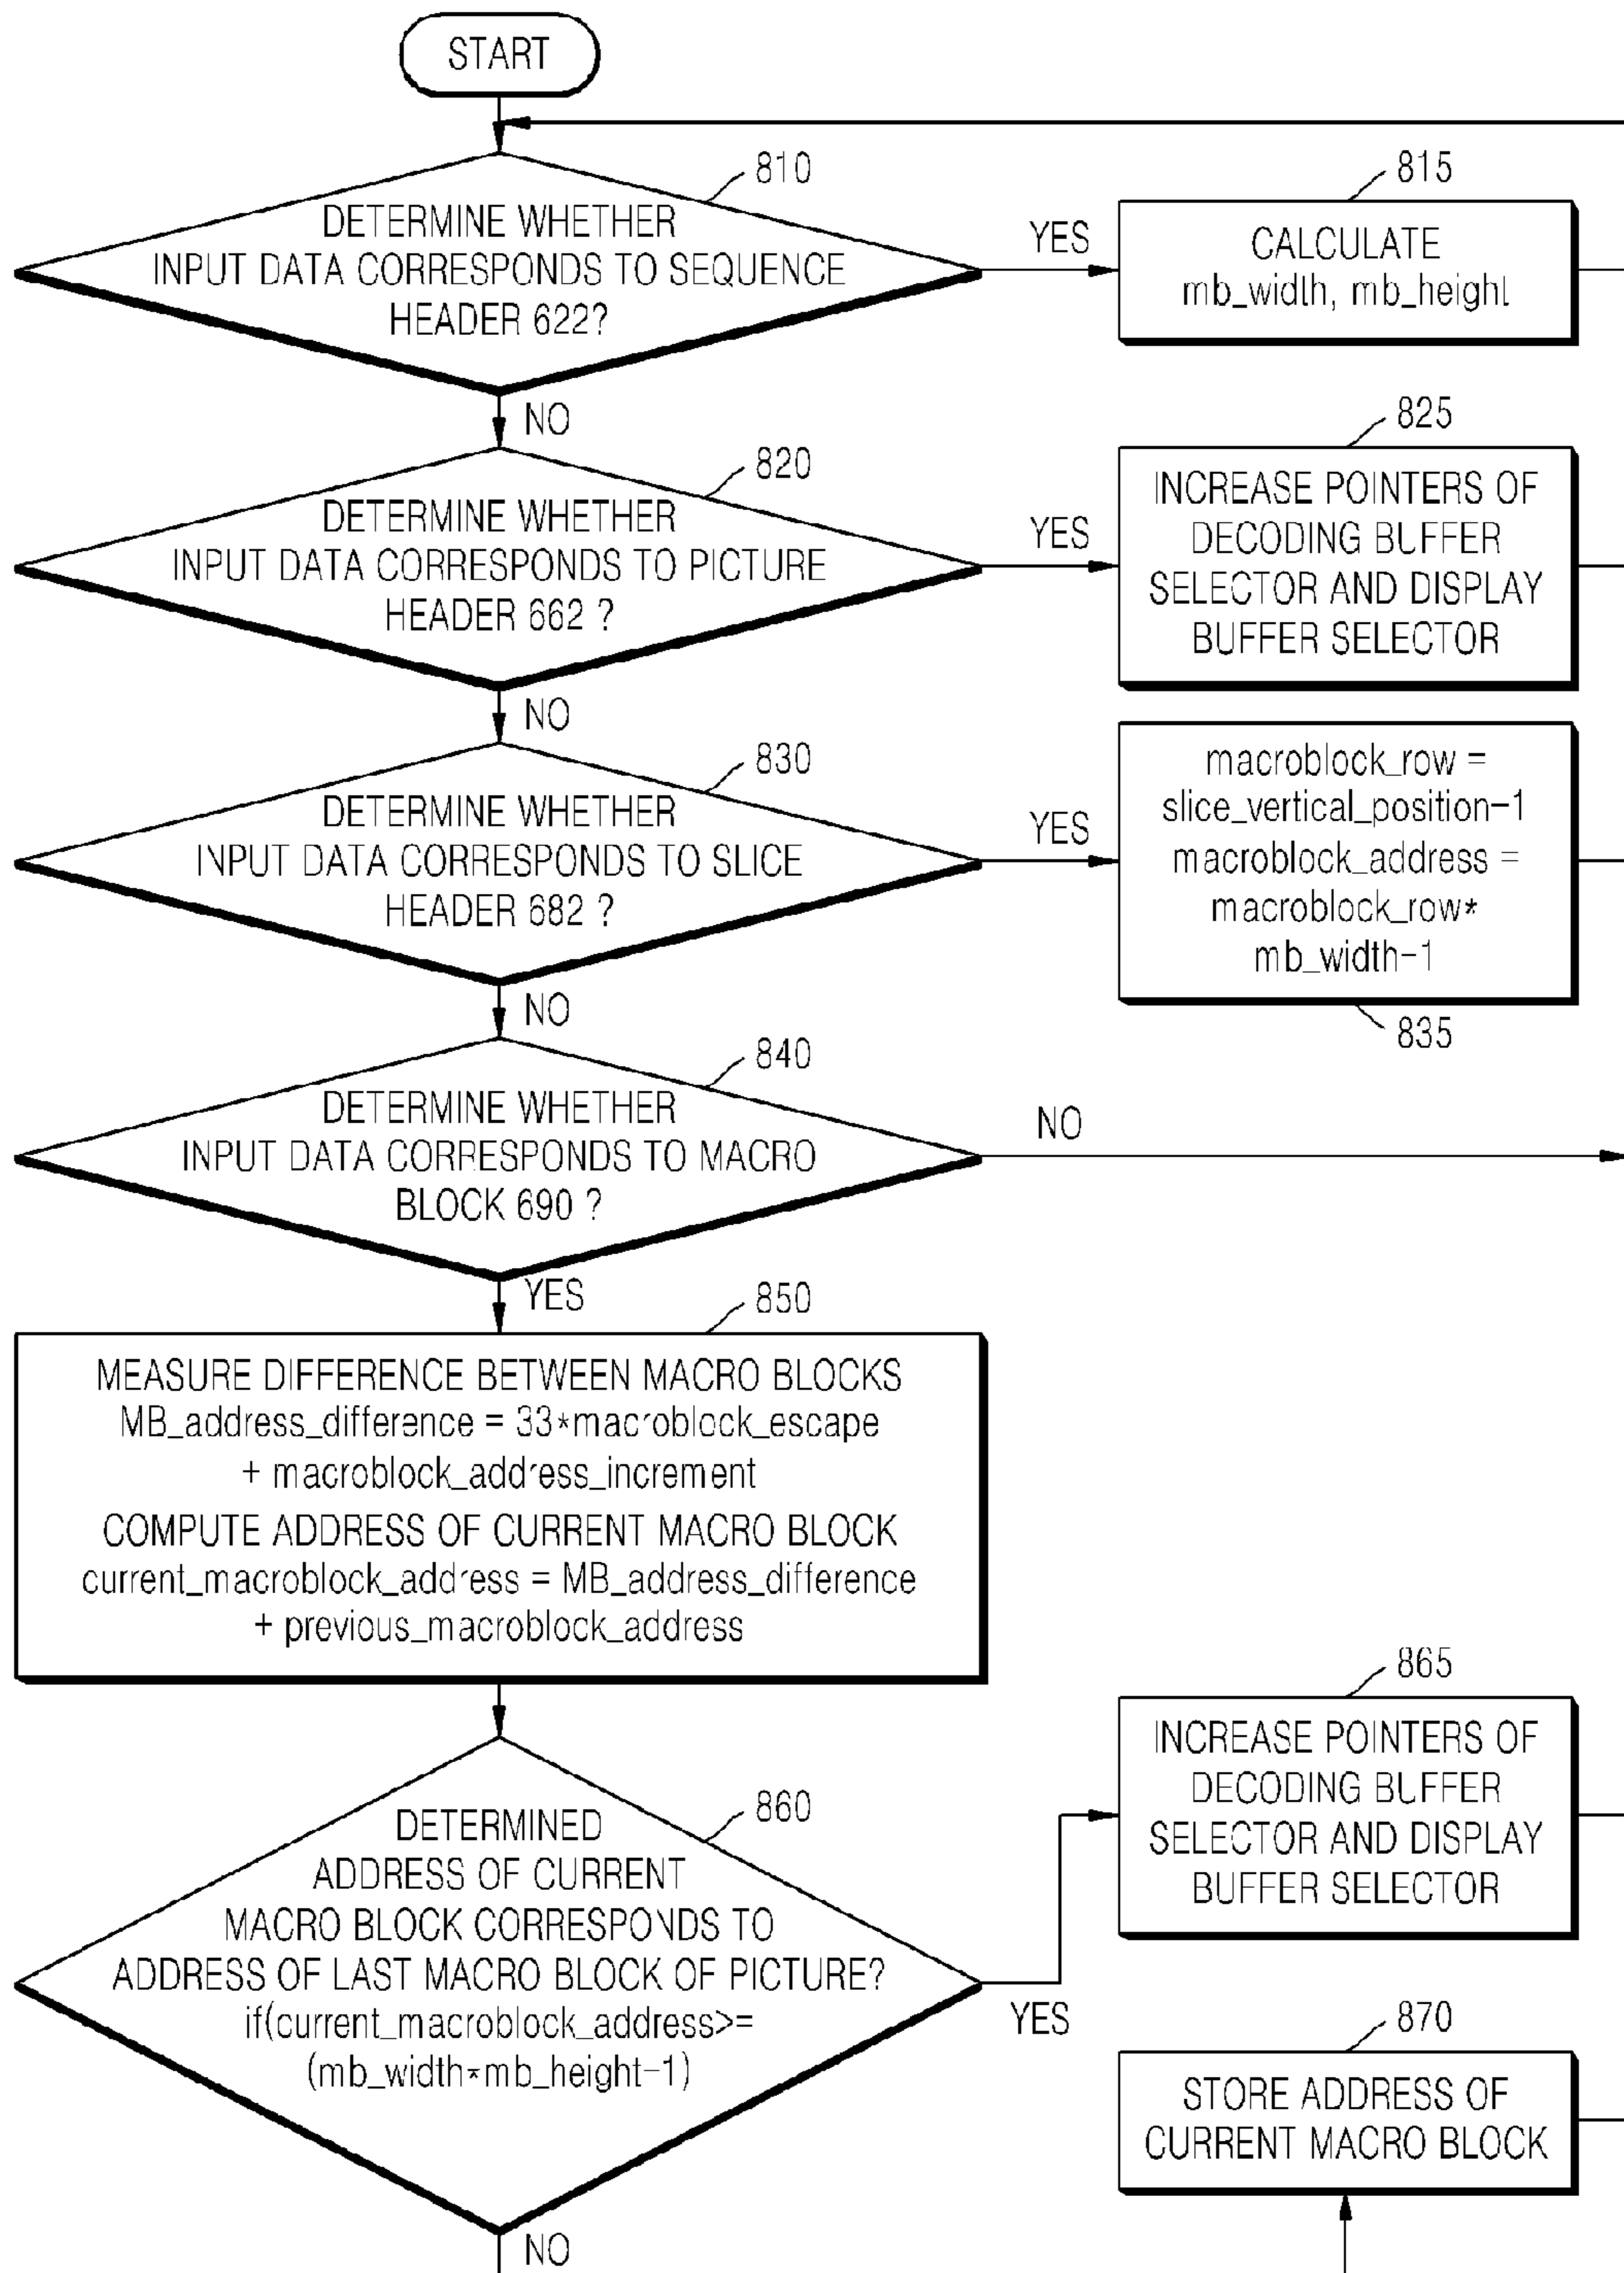 START
810
DETERMINE WHETHER
INPUT DATA CORRESPONDS TO SEQUENCE
HEADER 622?
YES
815
CALCULATE
mb_width, mb_height
NO
820
DETERMINE WHETHER
INPUT DATA CORRESPONDS TO PICTURE
HEADER 662 ?
YES
825
INCREASE POINTERS OF
DECODING BUFFER
SELECTOR AND DISPLAY
BUFFER SELECTOR
NO
830
DETERMINE WHETHER
INPUT DATA CORRESPONDS TO SLICE
HEADER 682 ?
YES
macroblock_row =
slice_vertical_position-1
macroblock_address =
macroblock_row*
mb_width-1
835
NO
840
DETERMINE WHETHER
INPUT DATA CORRESPONDS TO MACRO
BLOCK 690 ?
NO
YES
850
MEASURE DIFFERENCE BETWEEN MACRO BLOCKS
MB_address_difference = 33*macroblock_escape
+ macroblock_address_increment
COMPUTE ADDRESS OF CURRENT MACRO BLOCK
current_macroblock_address = MB_address_difference
+ previous_macroblock_address
860
DETERMINED
ADDRESS OF CURRENT
MACRO BLOCK CORRESPONDS TO
ADDRESS OF LAST MACRO BLOCK OF PICTURE?
if(current_macroblock_address>=
(mb_width*mb_height-1)
YES
865
INCREASE POINTERS OF
DECODING BUFFER
SELECTOR AND DISPLAY
BUFFER SELECTOR
870
STORE ADDRESS OF
CURRENT MACRO BLOCK
NO